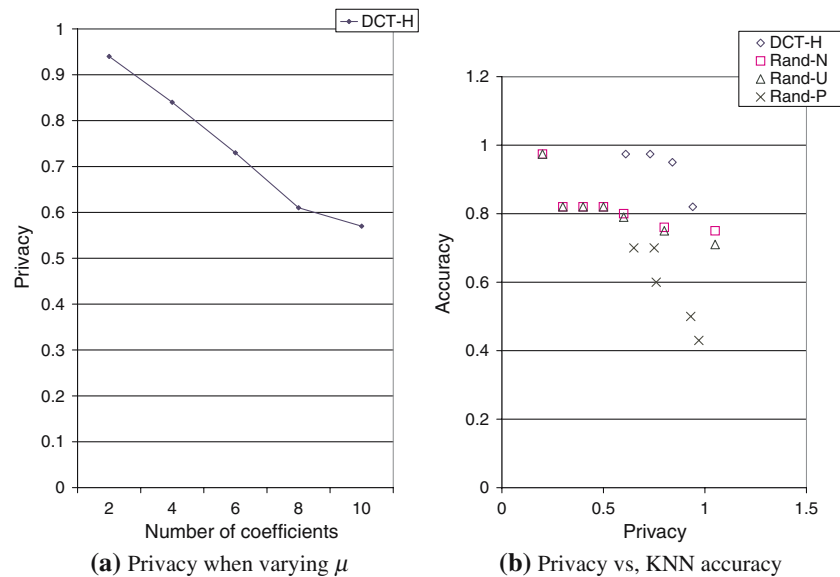 DCT-H
1
0.9
0.8
0.7
0.6
0.5
0.4
0.3
0.2
0.1
0
2 4 6 8 10
Privacy
Number of coefficients
(a) Privacy when varying μ
DCT-H
Rand-N
Rand-U
Rand-P
1.2
1
0.8
0.6
0.4
0.2
0
0 0.5 1 1.5
Accuracy
Privacy
(b) Privacy vs, KNN accuracy